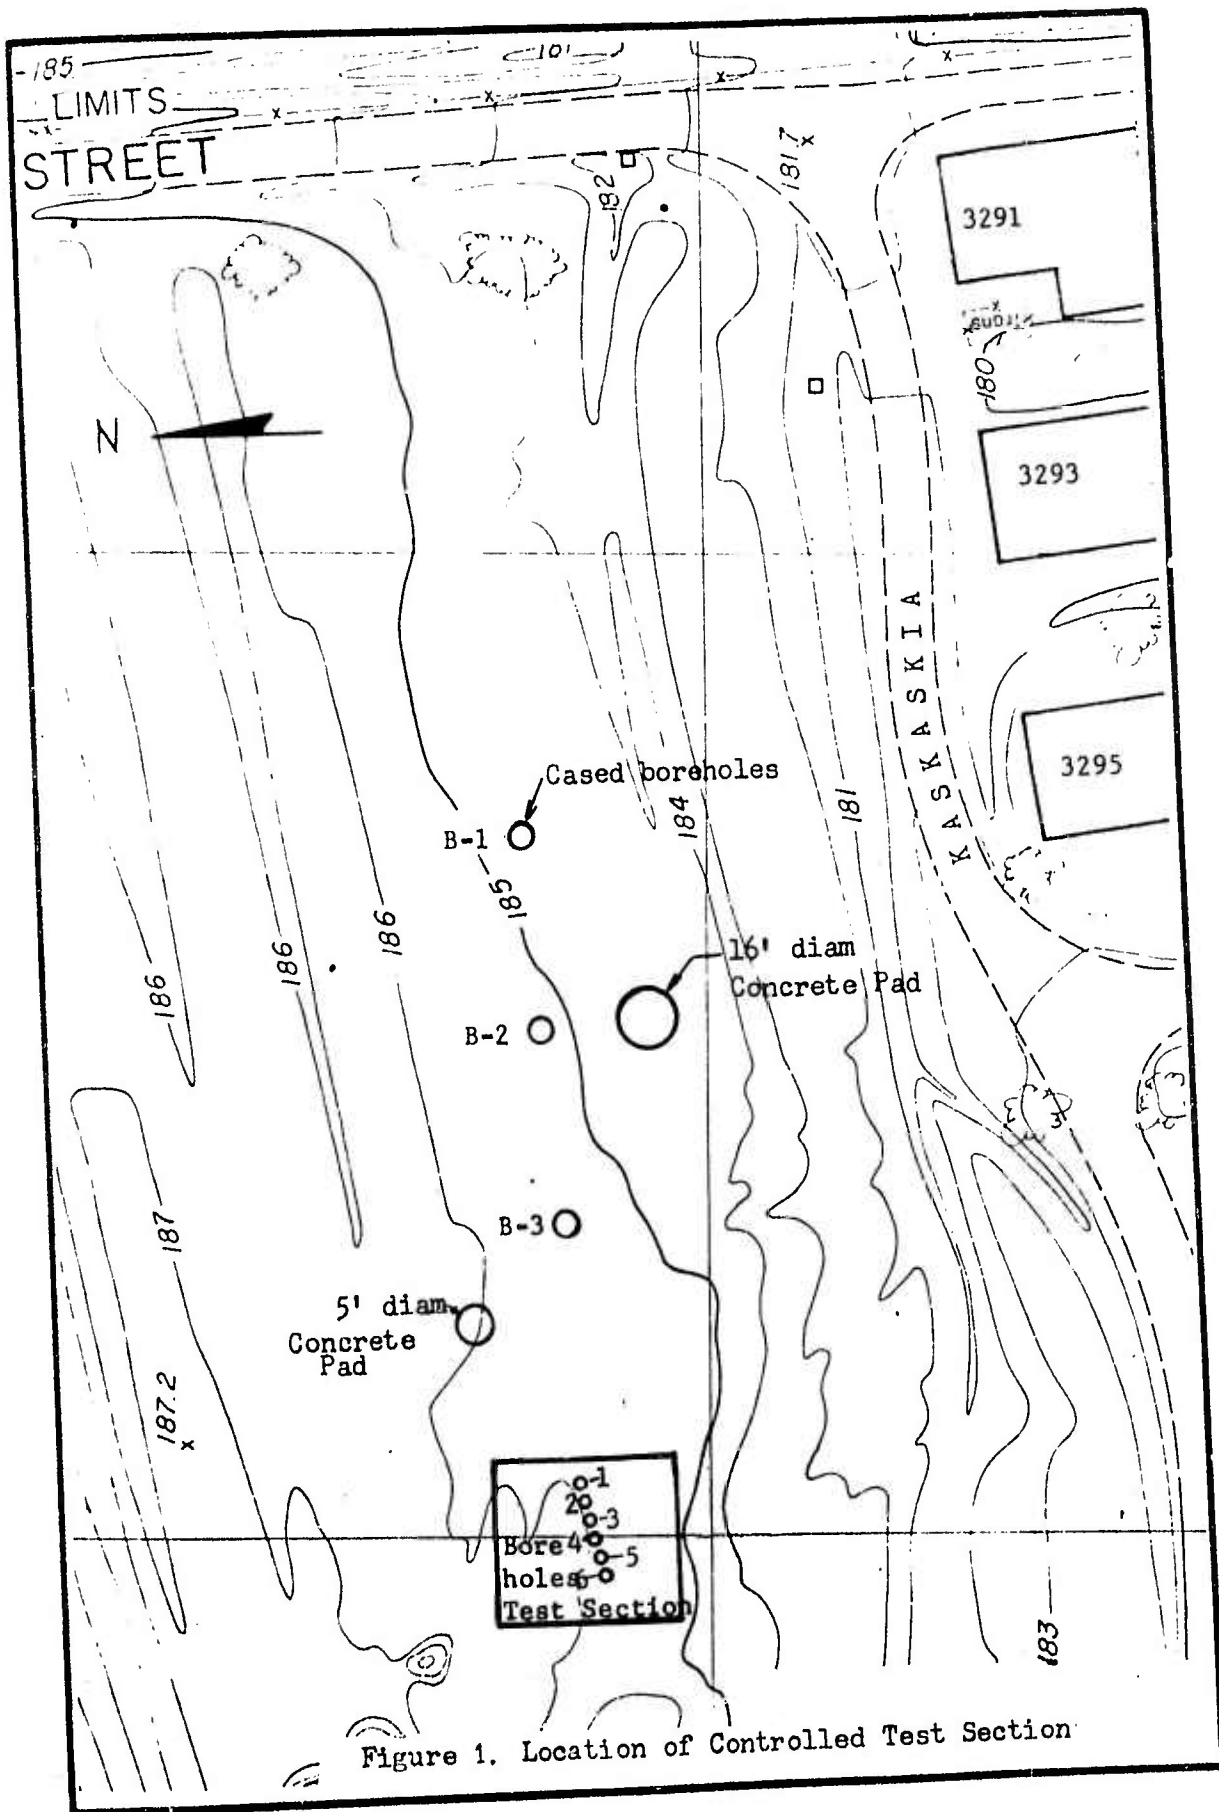 185
101
LIMITS
STREET
182
181.7
3291
180
N
3293
KASKASKIA
3295
Cased boreholes
B-1
184
181
185
186
186
186
16' diam
Concrete Pad
B-2
B-3
187
5' diam
Concrete
Pad
187.2
1
2
3
Bore 4
5
holes 6
Test Section
183
Figure 1. Location of Controlled Test Section